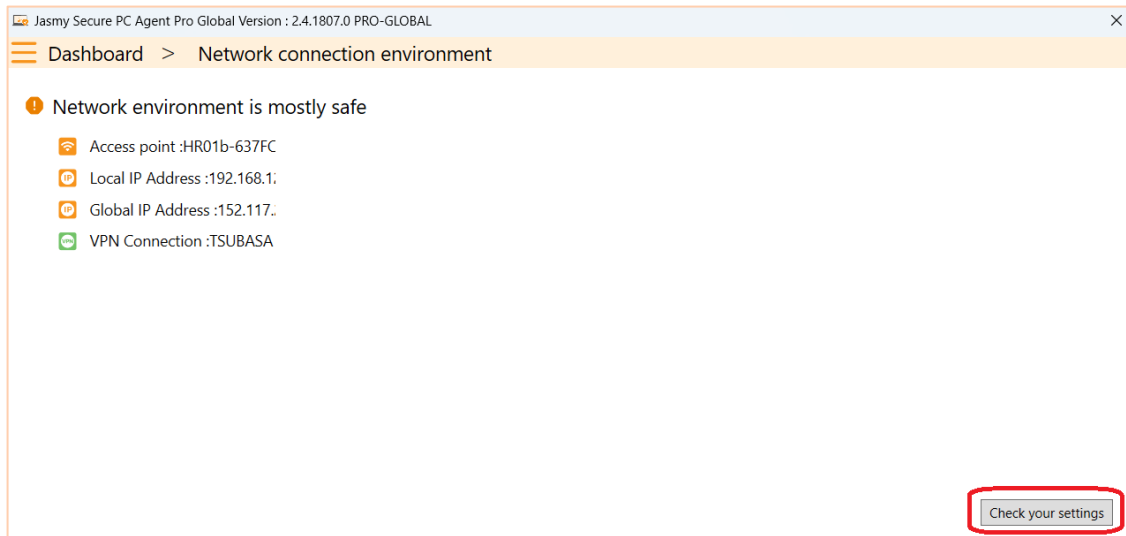 Jasmy Secure PC Agent Pro Global Version : 2.4.1807.0 PRO-GLOBAL
Dashboard > Network connection environment
Network environment is mostly safe
Access point :HR01b-637FC
Local IP Address :192.168.1
Global IP Address :152.117.
VPN Connection :TSUBASA
Check your settings